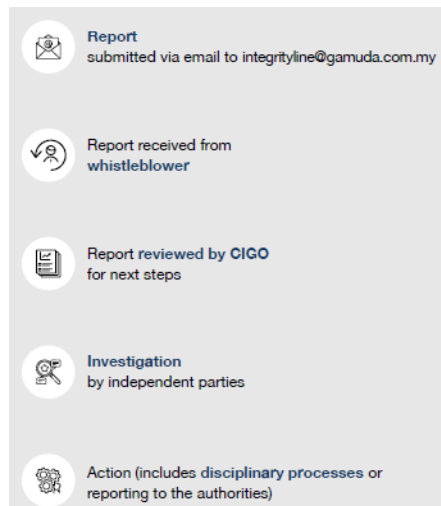 Report
submitted via email to integrityline@gamuda.com.my
Report received from
whistleblower
Report reviewed by CIGO
for next steps
Investigation
by independent parties
Action (includes disciplinary processes or
reporting to the authorities)